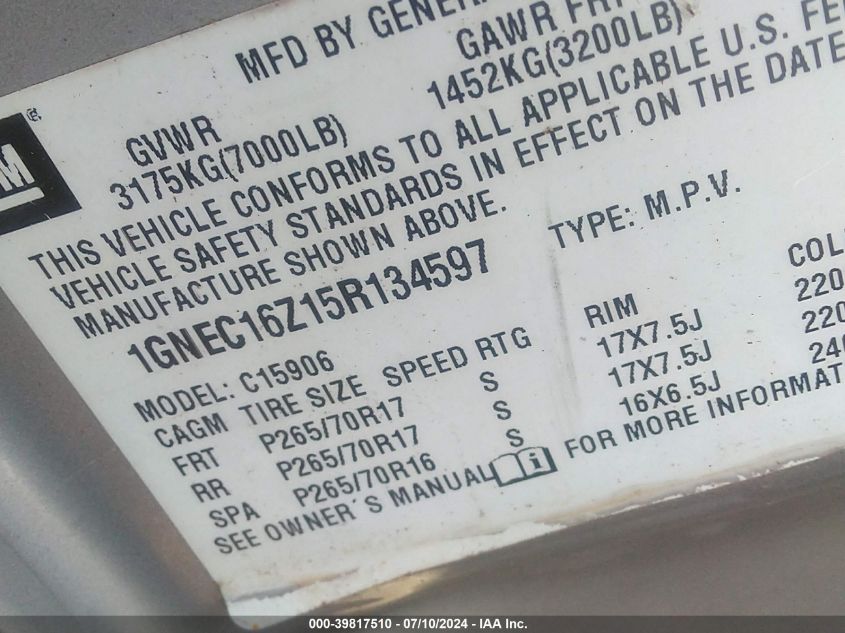 MFD BY GENER
GVWR GAWR FRT
3175KG(7000LB) 1452KG(3200LB)
THIS VEHICLE CONFORMS TO ALL APPLICABLE U.S. FE
VEHICLE SAFETY STANDARDS IN EFFECT ON THE DATE
MANUFACTURE SHOWN ABOVE.
1GNEC16Z15R134597 TYPE: M.P.V.
MODEL: C15906
CAGM TIRE SIZE SPEED RTG RIM COL
FRT P265/70R17 S 17X7.5J 220
RR P265/70R17 S 17X7.5J 220
SPA P265/70R16 S 16X6.5J 240
SEE OWNER'S MANUAL FOR MORE INFORMAT
M ®
000-39817510 - 07/10/2024 - IAA Inc.